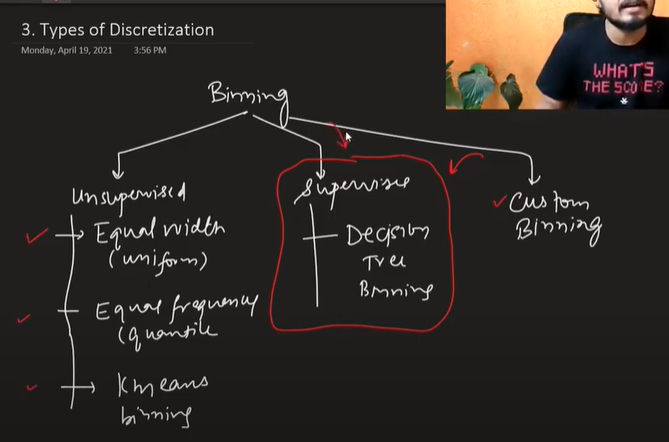 3. Types of Discretization
Monday, April 19, 2021 3:56 PM
WHAT'S
THE SCO E?
Binning
Unsupervised
Equal width
(uniform)
Equal frequency
(quantile
Kmeans
binning
Supervise
Decision
Tree
Binning
Custom
Binning